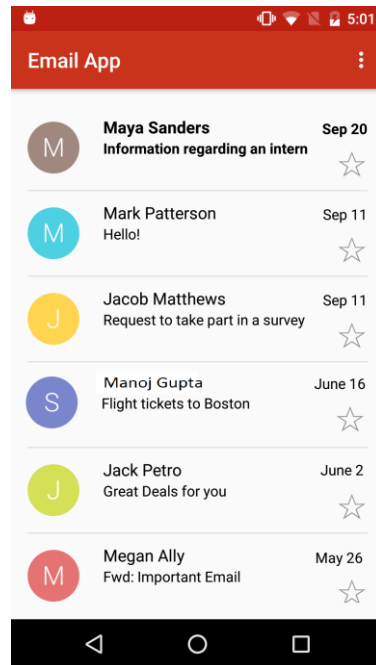 5:01
Email App
M
Maya Sanders
Sep 20
Information regarding an intern
M
Mark Patterson
Sep 11
Hello!
J
Jacob Matthews
Sep 11
Request to take part in a survey
S
Manoj Gupta
June 16
Flight tickets to Boston
J
Jack Petro
June 2
Great Deals for you
M
Megan Ally
May 26
Fwd: Important Email